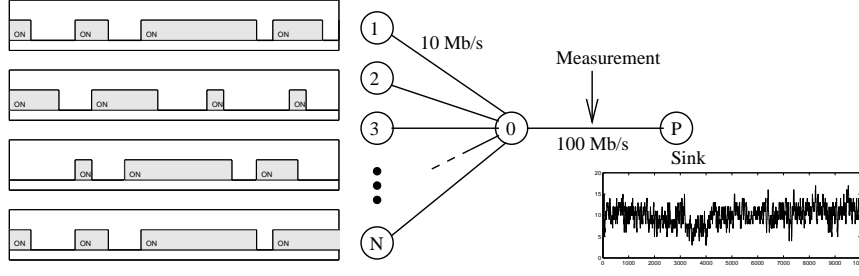 ON ON ON ON
ON ON ON ON
ON ON ON
ON ON ON ON
1
10 Mb/s
2
Measurement
3
0
P
100 Mb/s
Sink
N
20
15
10
5
0
0 1000 2000 3000 4000 5000 6000 7000 8000 9000